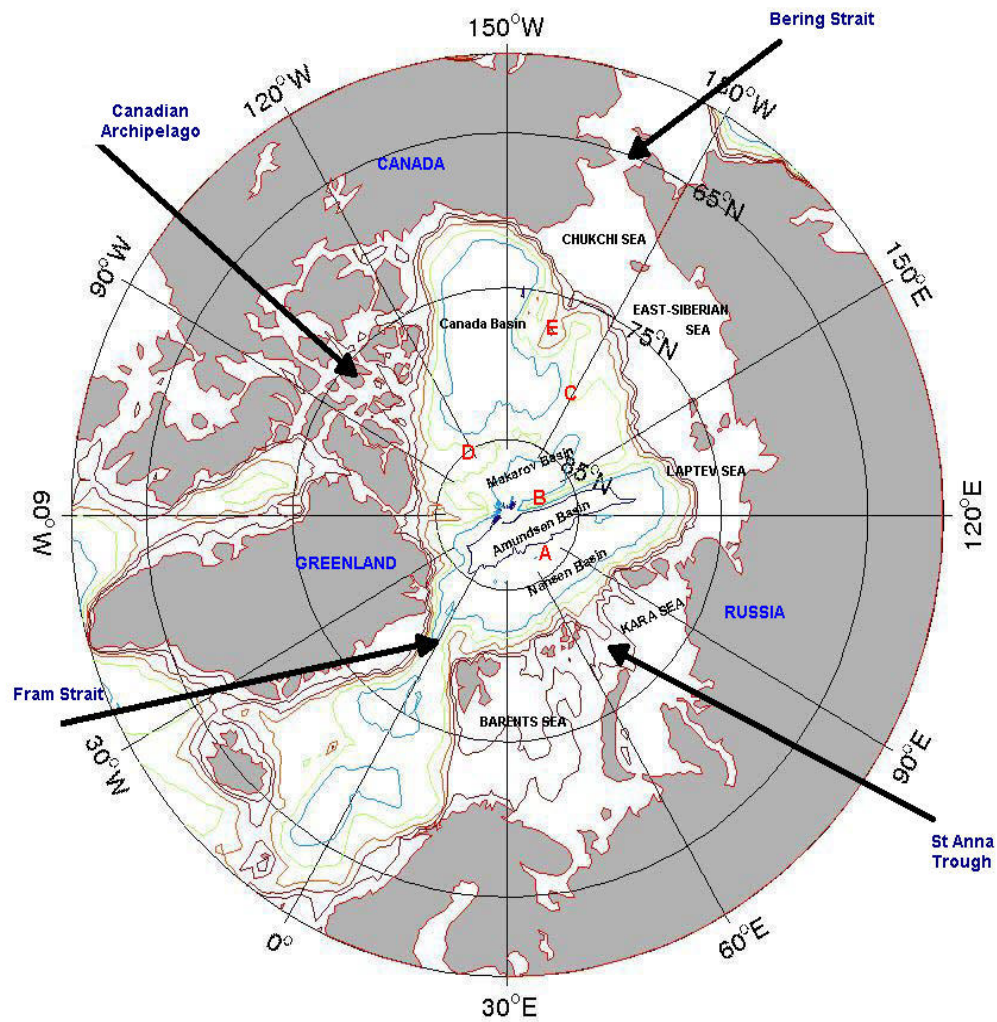 Bering Strait
150°W
180°W
120°W
Canadian
Archipelago
CANADA
65°N
CHUKCHI SEA
150°E
90°W
EAST-SIBERIAN
SEA
Canada Basin
E
75°N
C
D
Makarov Basin
85°N
LAPTEV SEA
B
60°W
Amundsen Basin
120°E
A
GREENLAND
Nansen Basin
KARA SEA
RUSSIA
Fram Strait
BARENTS SEA
30°W
90°E
St Anna
Trough
0°
60°E
30°E